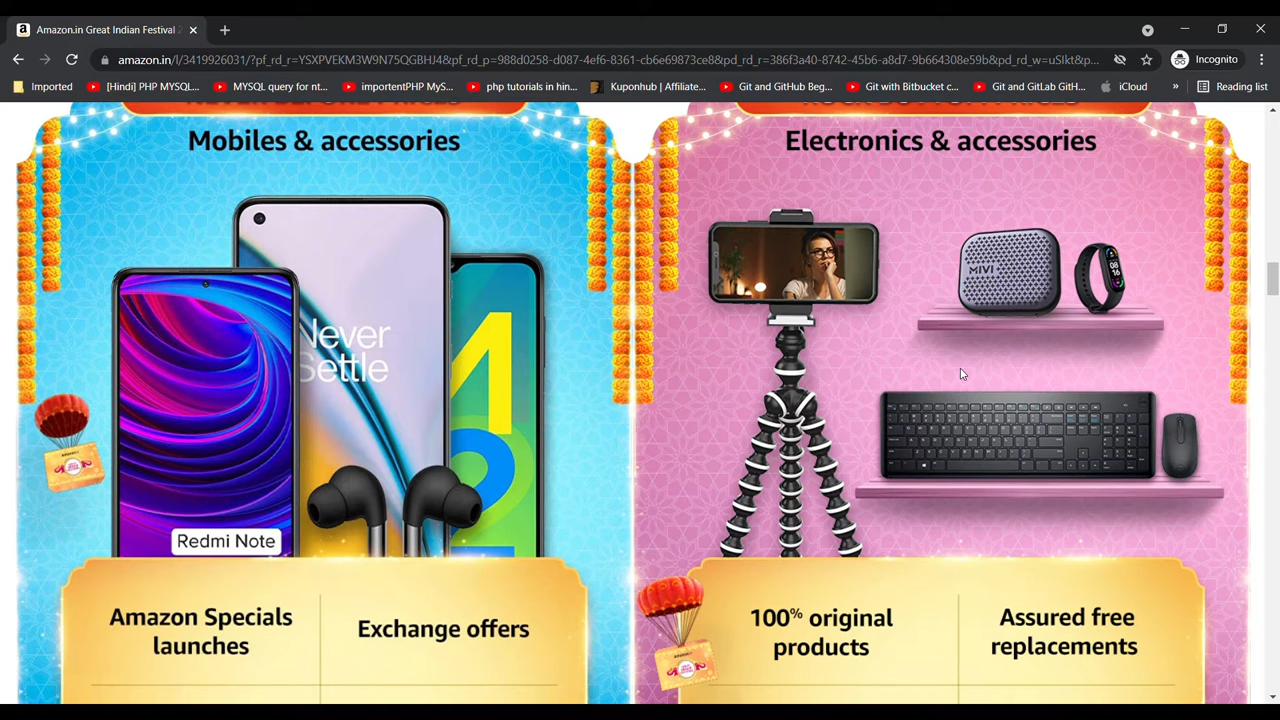 Amazon.in Great Indian Festival
amazon.in/l/3419926031/?pf_rd_r=YSXPVEKM3W9N75QGBHJ4&pf_rd_p=988d0258-d087-4ef6-8361-cb6e69873ce8&pd_rd_r=386f3a40-8742-45b6-a8d7-9b664308e59b&pd_rd_w=uSIkt&p...
Incognito
Imported
[Hindi] PHP MYSQL...
MYSQL query for nt...
importentPHP MyS...
php tutorials in hin...
Kuponhub | Affiliate...
Git and GitHub Beg...
Git with Bitbucket c...
Git and GitLab GitH...
iCloud
»
Reading list
Mobiles & accessories
Electronics & accessories
Never
Settle
MIVI
08
16
Redmi Note
Amazon Specials
launches
Exchange offers
100% original
products
Assured free
replacements